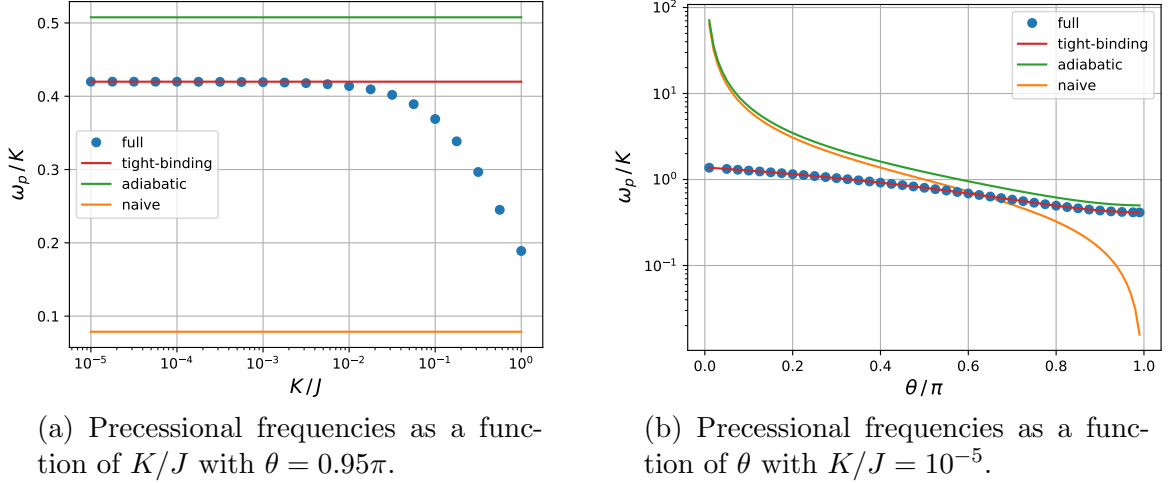 0.5
0.4
0.3
0.2
0.1
ω_p / K
full
tight-binding
adiabatic
naive
10^−5
10^−4
10^−3
10^−2
10^−1
10^0
K / J
10^2
10^1
10^0
10^−1
ω_p / K
full
tight-binding
adiabatic
naive
0.0
0.2
0.4
0.6
0.8
1.0
θ / π
(a) Precessional frequencies as a func-
tion of K/J with θ = 0.95π.
(b) Precessional frequencies as a func-
tion of θ with K/J = 10^−5.